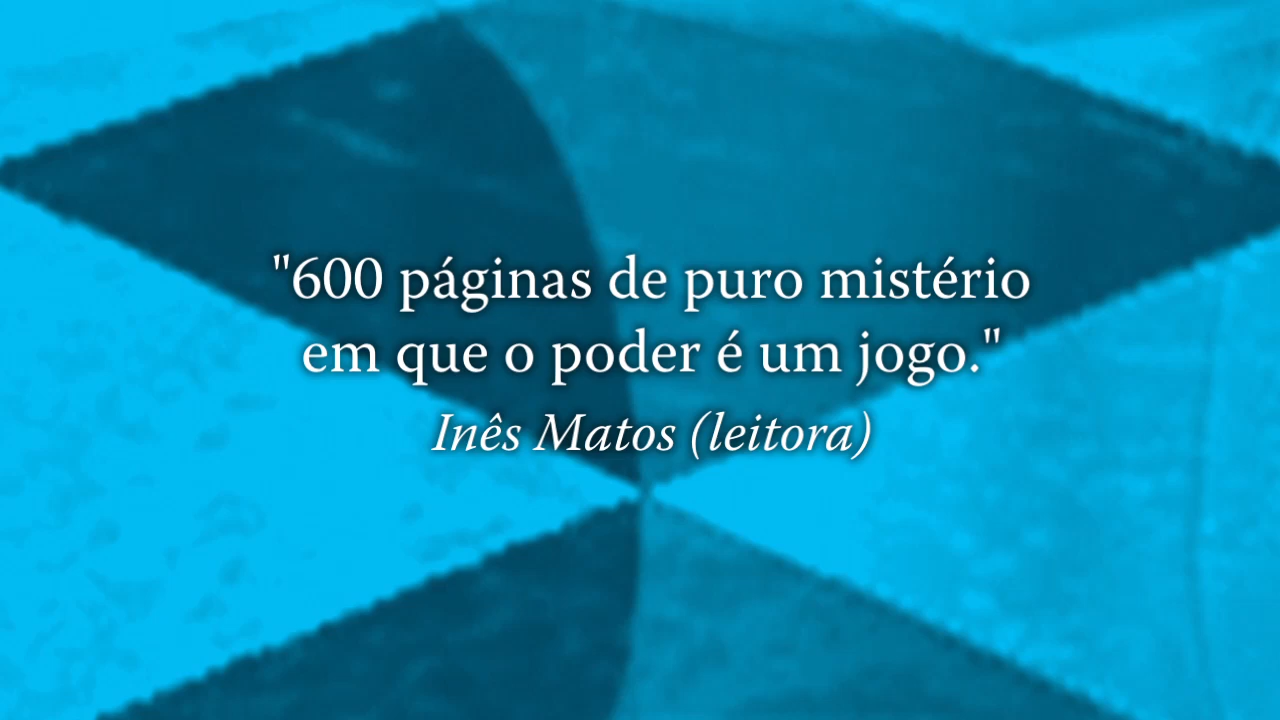 "600 páginas de puro mistério
em que o poder é um jogo."
Inês Matos (leitora)